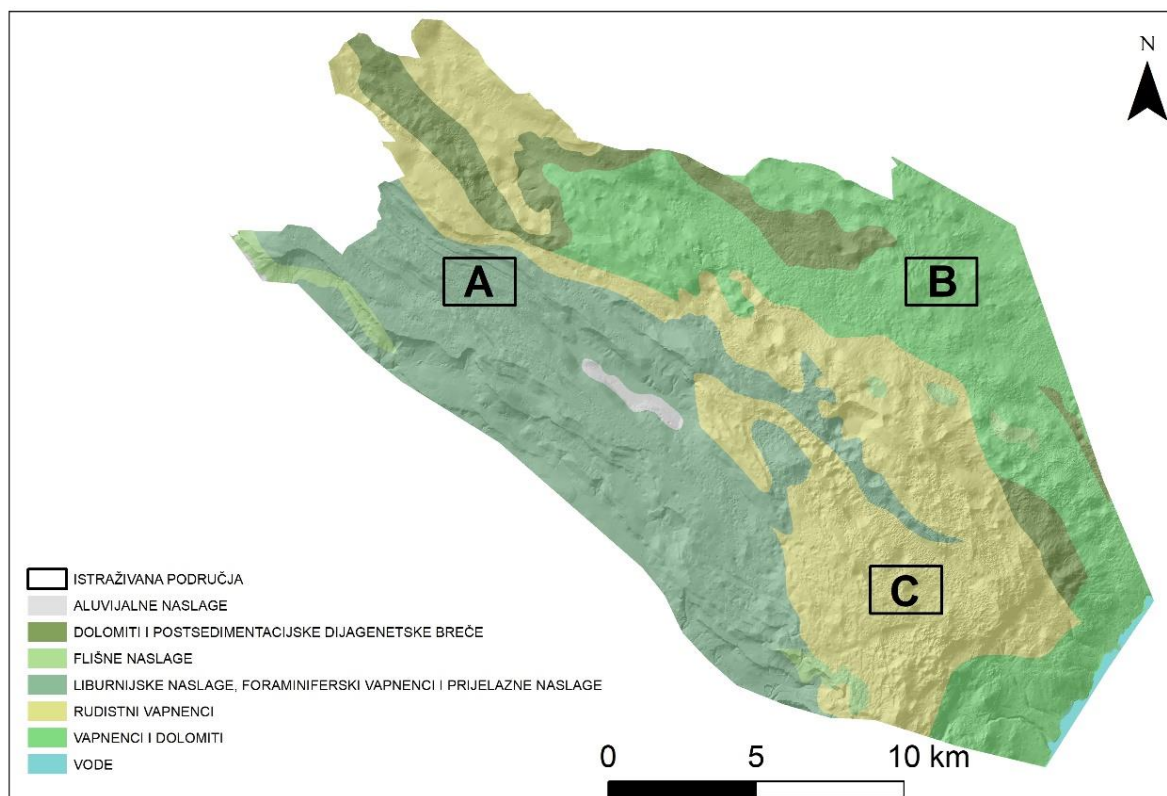 N
A
B
C
ISTRAŽIVANA PODRUČJA
ALUVIJALNE NASLAGE
DOLOMITI I POSTSEDIMENTACIJSKE DIJAGENETSKE BREČE
FLIŠNE NASLAGE
LIBURNIJSKE NASLAGE, FORAMINIFERSKI VAPNENCI I PRIJELAZNE NASLAGE
RUDISTNI VAPNENCI
VAPNENCI I DOLOMITI
VODE
0 5 10 km